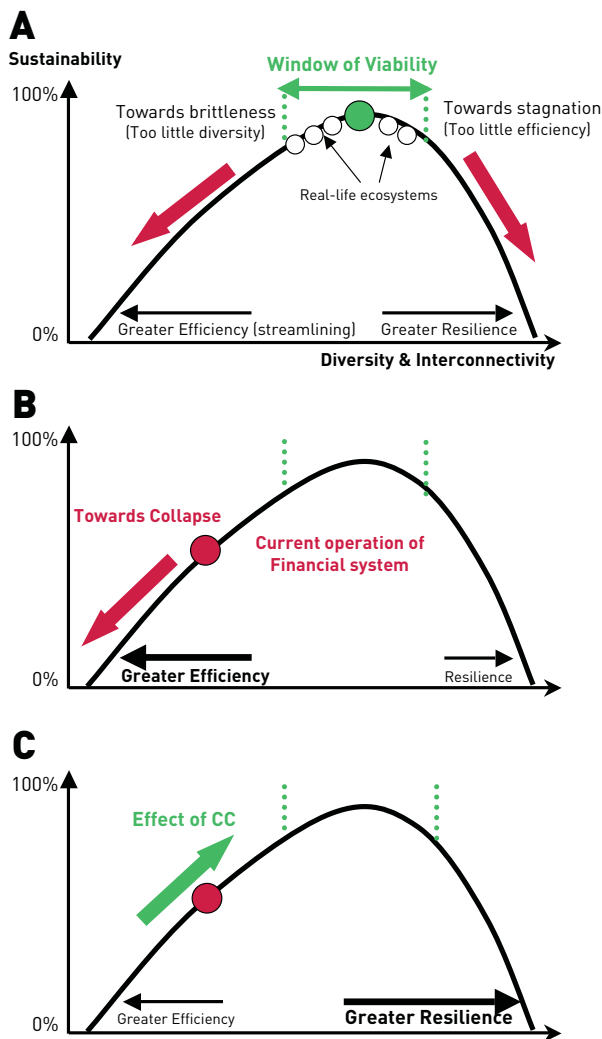 A
Sustainability
Window of Viability
100%
Towards brittleness
(Too little diversity)
Towards stagnation
(Too little efficiency)
Real-life ecosystems
0%
Greater Efficiency (streamlining)
Greater Resilience
Diversity & Interconnectivity
B
100%
Towards Collapse
Current operation of
Financial system
0%
Greater Efficiency
Resilience
C
100%
Effect of CC
0%
Greater Efficiency
Greater Resilience